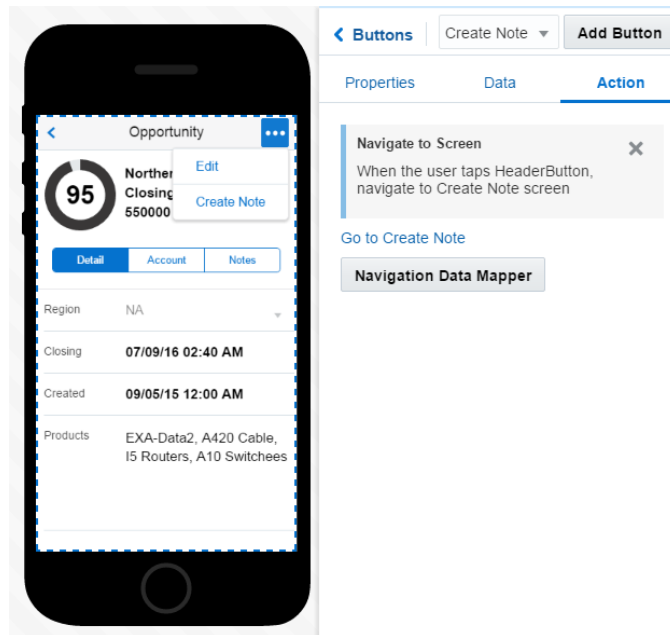 Opportunity
95
Norther
Closing
550000
Edit
Create Note
Detail Account Notes
Region NA
Closing 07/09/16 02:40 AM
Created 09/05/15 12:00 AM
Products EXA-Data2, A420 Cable,
I5 Routers, A10 Switchees
Buttons Create Note Add Button
Properties Data Action
Navigate to Screen
When the user taps HeaderButton,
navigate to Create Note screen
Go to Create Note
Navigation Data Mapper